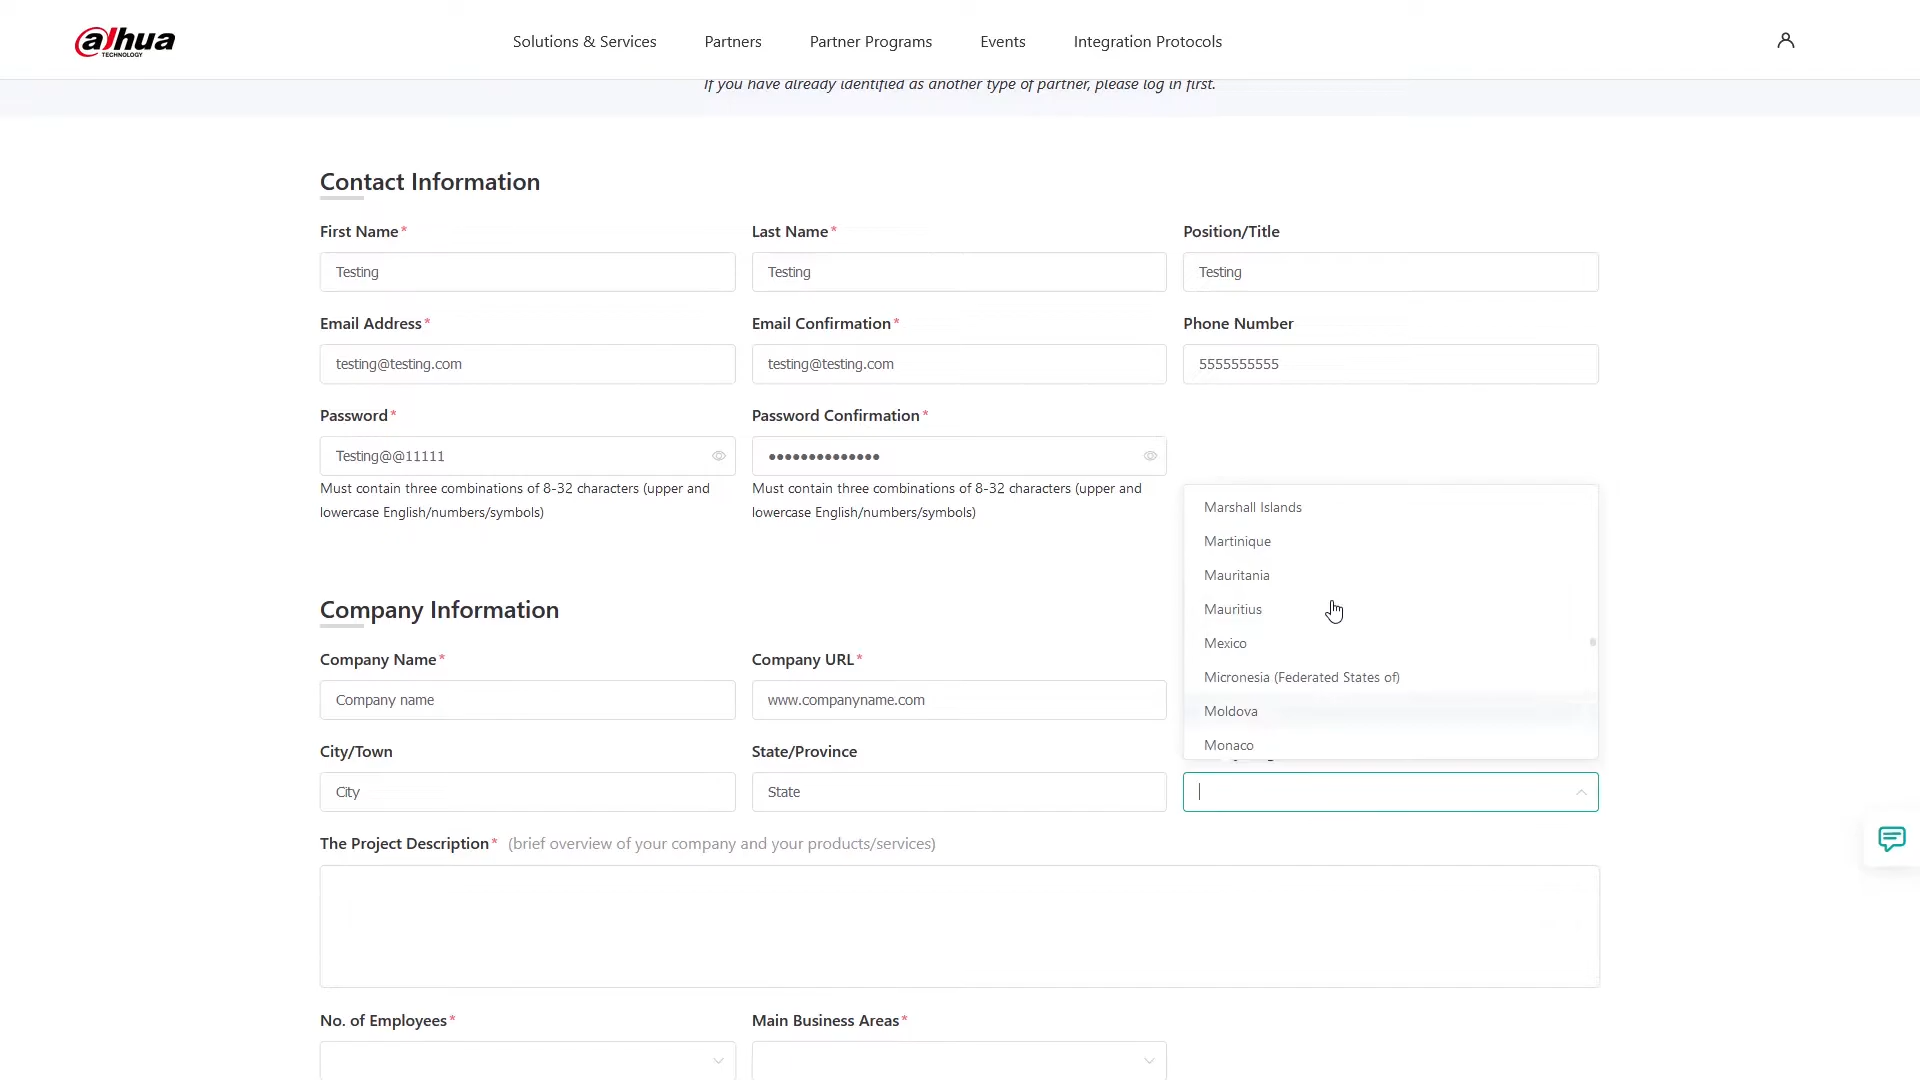 alhua
TECHNOLOGY
Solutions & Services
Partners
Partner Programs
Events
Integration Protocols
If you have already identified as another type of partner, please log in first.
Contact Information
First Name*
Last Name*
Position/Title
Testing
Testing
Testing
Email Address*
Email Confirmation*
Phone Number
testing@testing.com
testing@testing.com
5555555555
Password*
Password Confirmation*
Testing@@11111
••••••••••••••
Must contain three combinations of 8-32 characters (upper and
lowercase English/numbers/symbols)
Must contain three combinations of 8-32 characters (upper and
lowercase English/numbers/symbols)
Marshall Islands
Martinique
Mauritania
Mauritius
Mexico
Micronesia (Federated States of)
Moldova
Monaco
Company Information
Company Name*
Company URL*
Company name
www.companyname.com
City/Town
State/Province
City
State
The Project Description* (brief overview of your company and your products/services)
No. of Employees*
Main Business Areas*